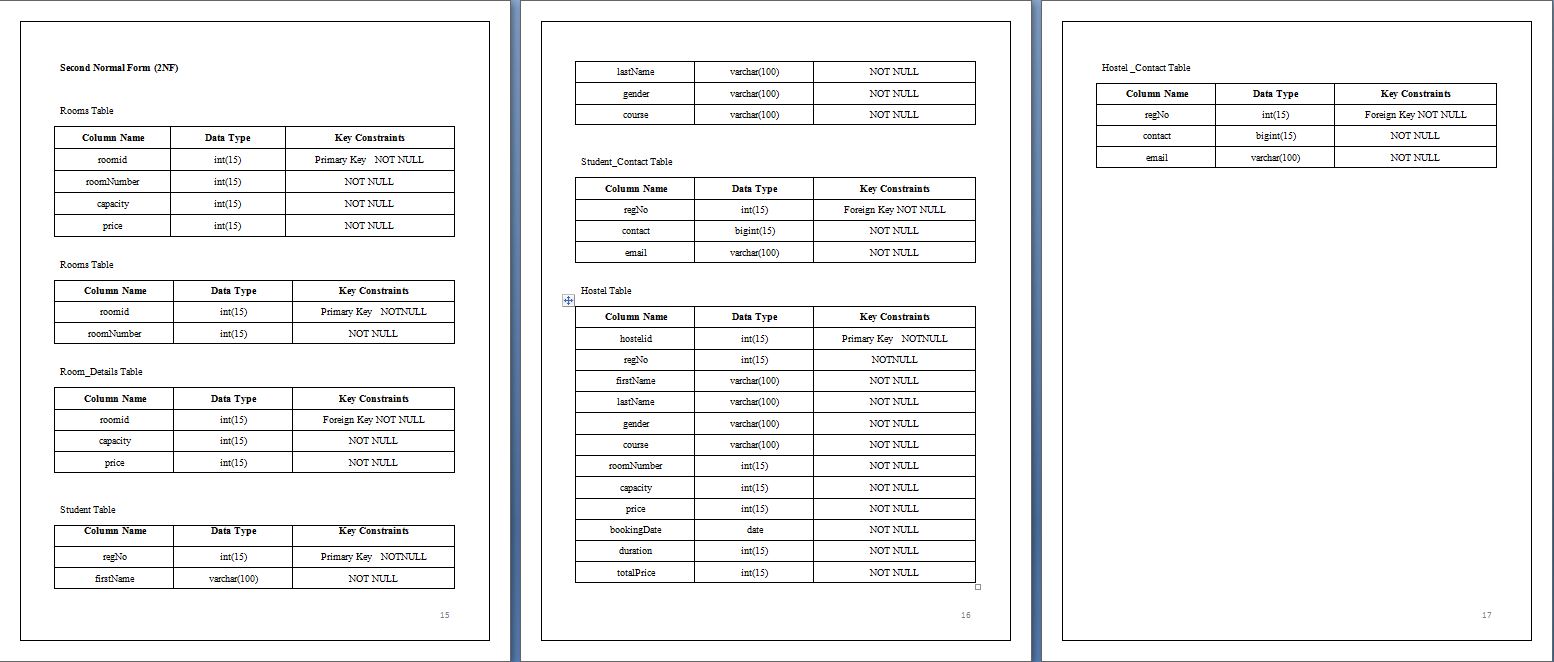 Second Normal Form (2NF)
Rooms Table
Column Name Data Type Key Constraints
roomid int(15) Primary Key NOT NULL
roomNumber int(15) NOT NULL
capacity int(15) NOT NULL
price int(15) NOT NULL
Rooms Table
Column Name Data Type Key Constraints
roomid int(15) Primary Key NOTNULL
roomNumber int(15) NOT NULL
Room_Details Table
Column Name Data Type Key Constraints
roomid int(15) Foreign Key NOT NULL
capacity int(15) NOT NULL
price int(15) NOT NULL
Student Table
Column Name Data Type Key Constraints
regNo int(15) Primary Key NOTNULL
firstName varchar(100) NOT NULL
15
lastName varchar(100) NOT NULL
gender varchar(100) NOT NULL
course varchar(100) NOT NULL
Student_Contact Table
Column Name Data Type Key Constraints
regNo int(15) Foreign Key NOT NULL
contact bigint(15) NOT NULL
email varchar(100) NOT NULL
Hostel Table
Column Name Data Type Key Constraints
hostelid int(15) Primary Key NOTNULL
regNo int(15) NOTNULL
firstName varchar(100) NOT NULL
lastName varchar(100) NOT NULL
gender varchar(100) NOT NULL
course varchar(100) NOT NULL
roomNumber int(15) NOT NULL
capacity int(15) NOT NULL
price int(15) NOT NULL
bookingDate date NOT NULL
duration int(15) NOT NULL
totalPrice int(15) NOT NULL
16
Hostel _Contact Table
Column Name Data Type Key Constraints
regNo int(15) Foreign Key NOT NULL
contact bigint(15) NOT NULL
email varchar(100) NOT NULL
17